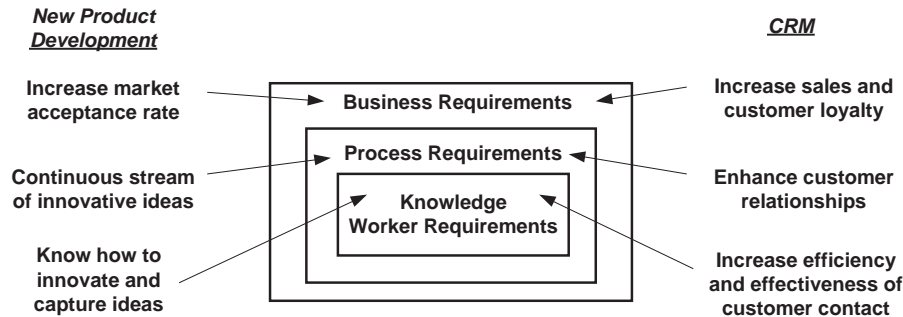 New Product
Development
Increase market
acceptance rate
Continuous stream
of innovative ideas
Know how to
innovate and
capture ideas
Business Requirements
Process Requirements
Knowledge
Worker Requirements
CRM
Increase sales and
customer loyalty
Enhance customer
relationships
Increase efficiency
and effectiveness of
customer contact